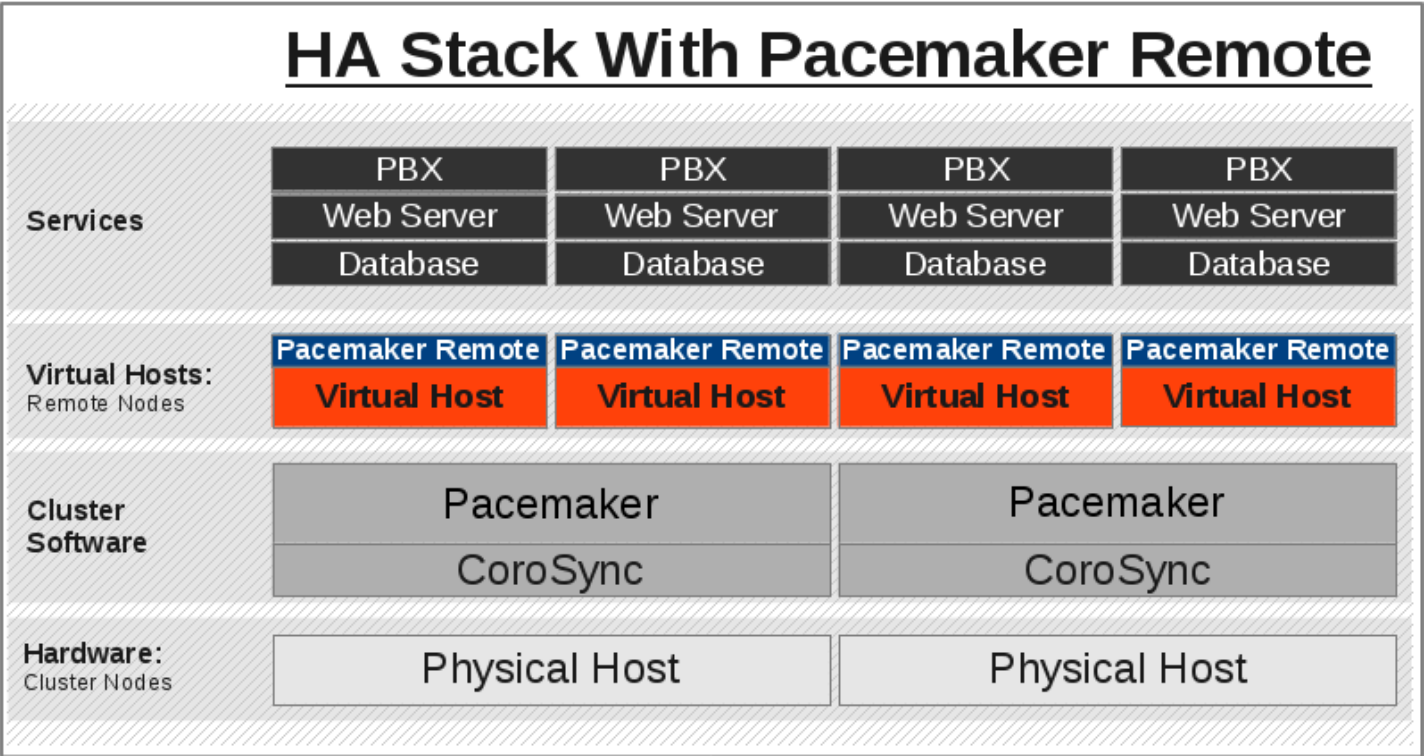 HA Stack With Pacemaker Remote
Services
PBX PBX PBX PBX
Web Server Web Server Web Server Web Server
Database Database Database Database
Virtual Hosts:
Remote Nodes
Pacemaker Remote Pacemaker Remote Pacemaker Remote Pacemaker Remote
Virtual Host Virtual Host Virtual Host Virtual Host
Cluster
Software
Pacemaker Pacemaker
CoroSync CoroSync
Hardware:
Cluster Nodes
Physical Host Physical Host